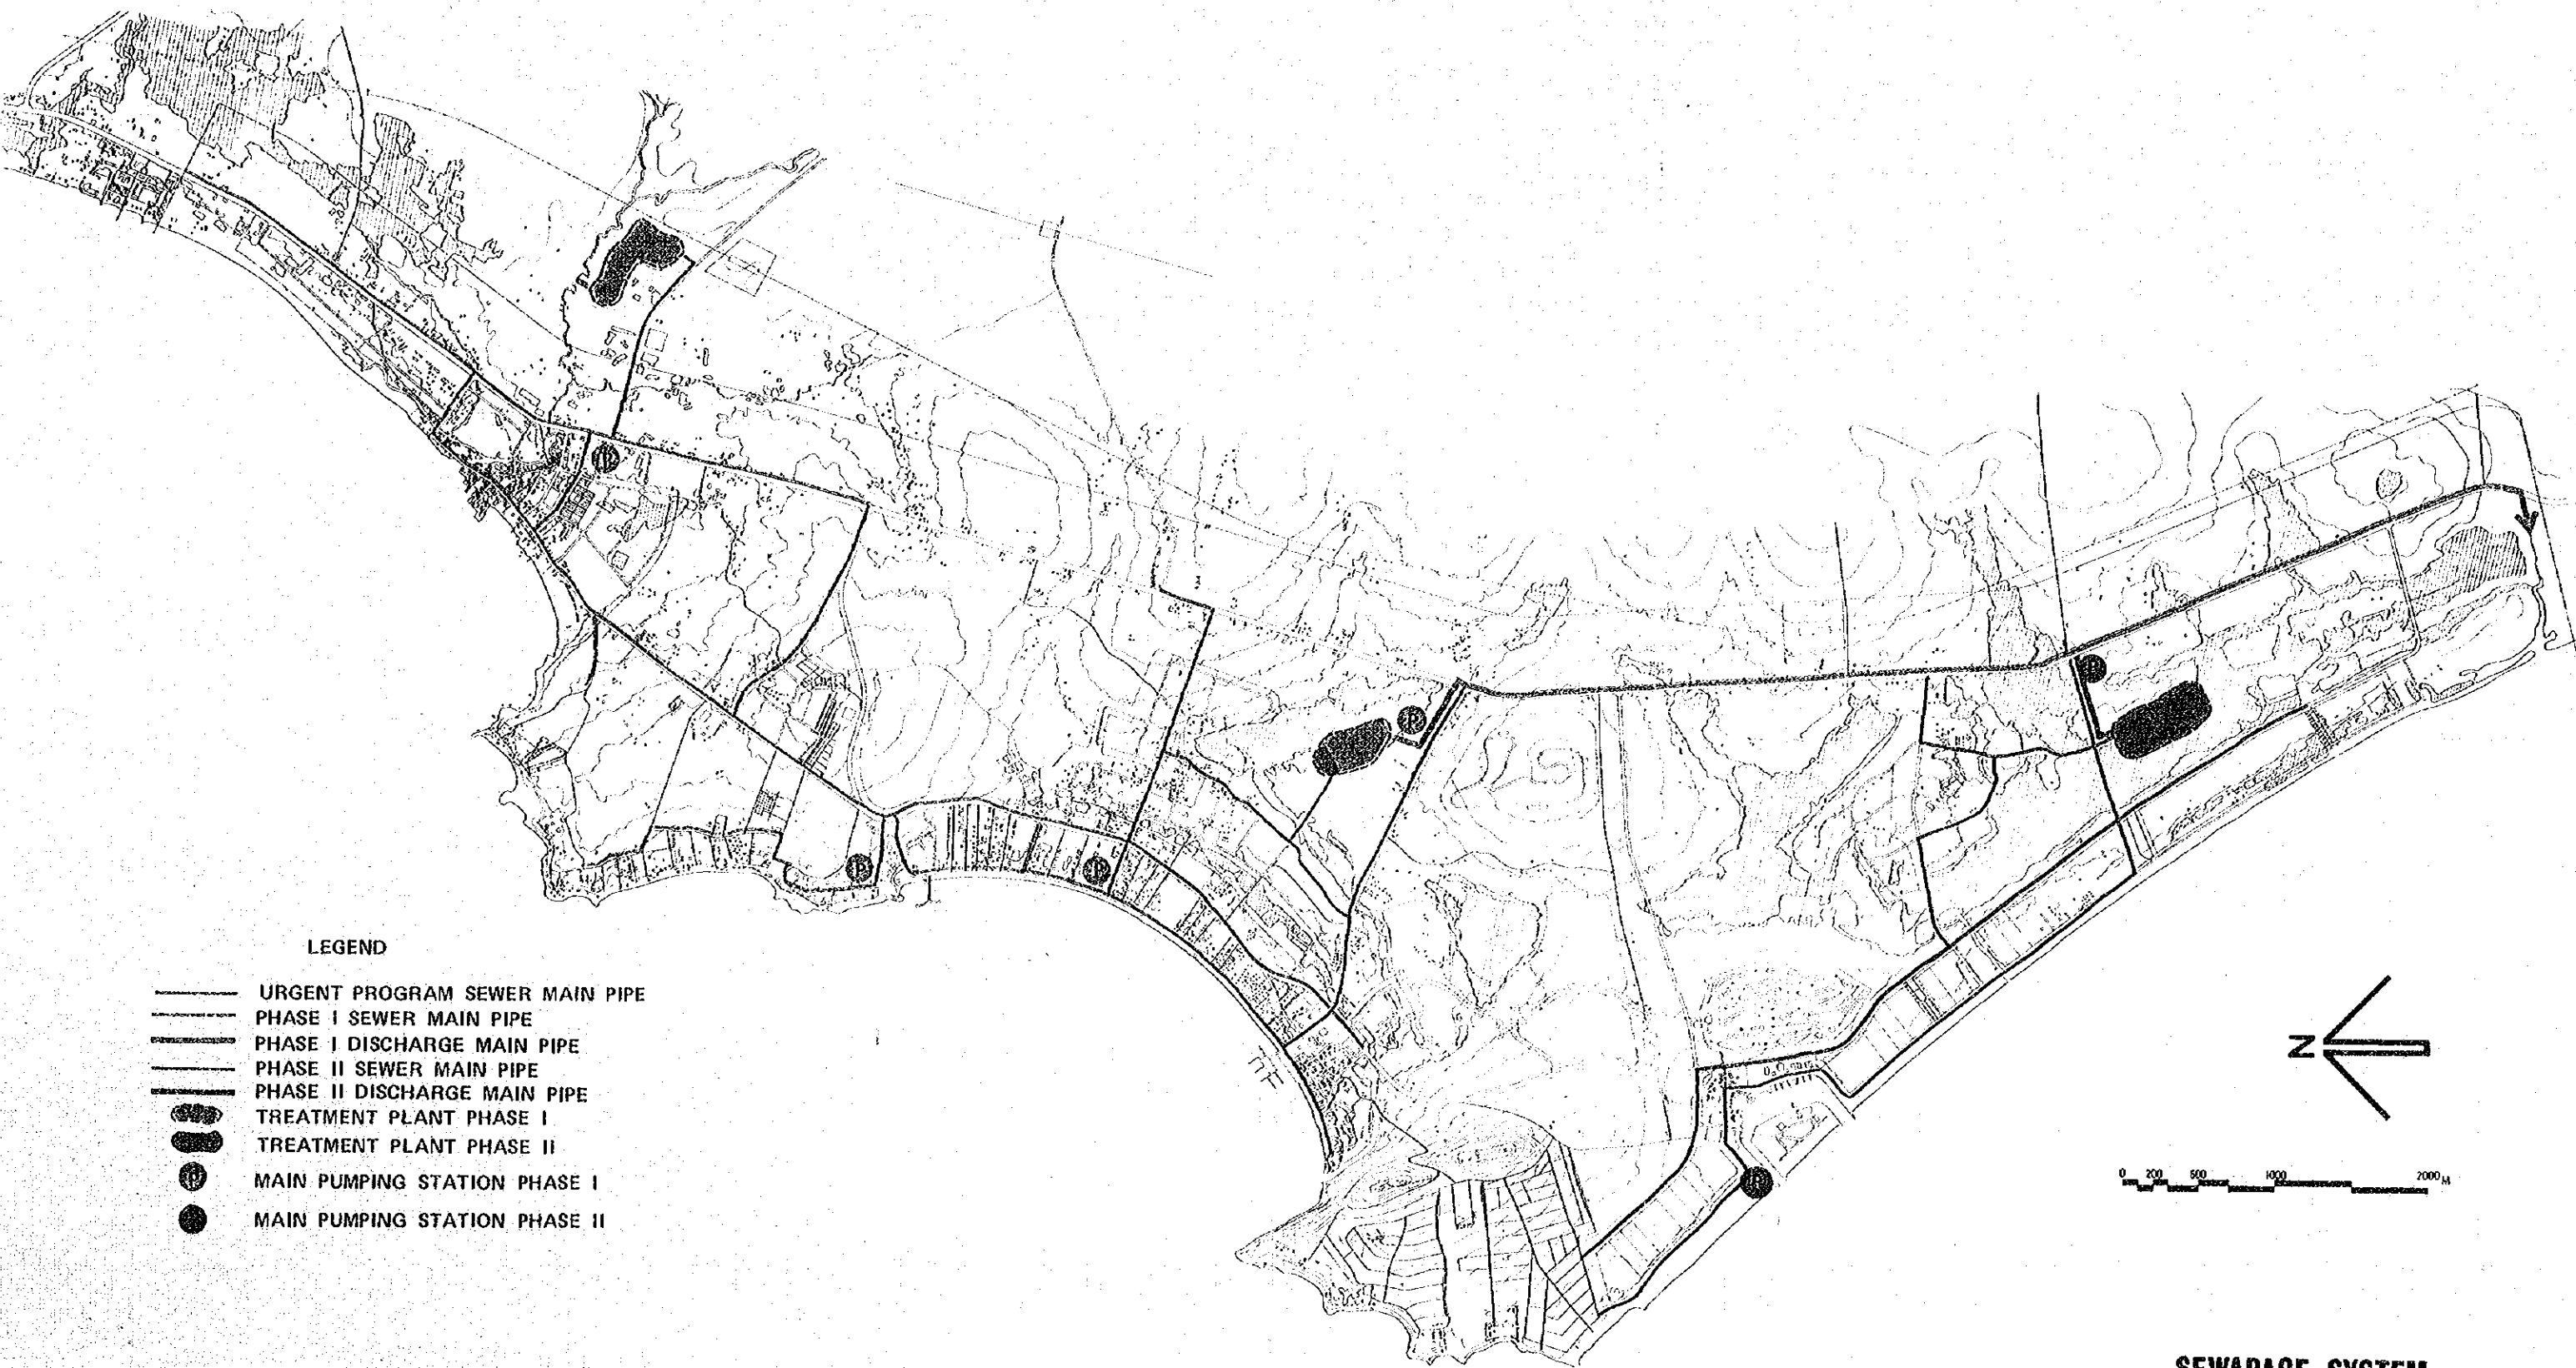 LEGEND
URGENT PROGRAM SEWER MAIN PIPE
PHASE I SEWER MAIN PIPE
PHASE I DISCHARGE MAIN PIPE
PHASE II SEWER MAIN PIPE
PHASE II DISCHARGE MAIN PIPE
TREATMENT PLANT PHASE I
TREATMENT PLANT PHASE II
P MAIN PUMPING STATION PHASE I
MAIN PUMPING STATION PHASE II
P
P
P
P
P
P
N
0 200 600 1000 2000 M
SEWARAGE SYSTEM